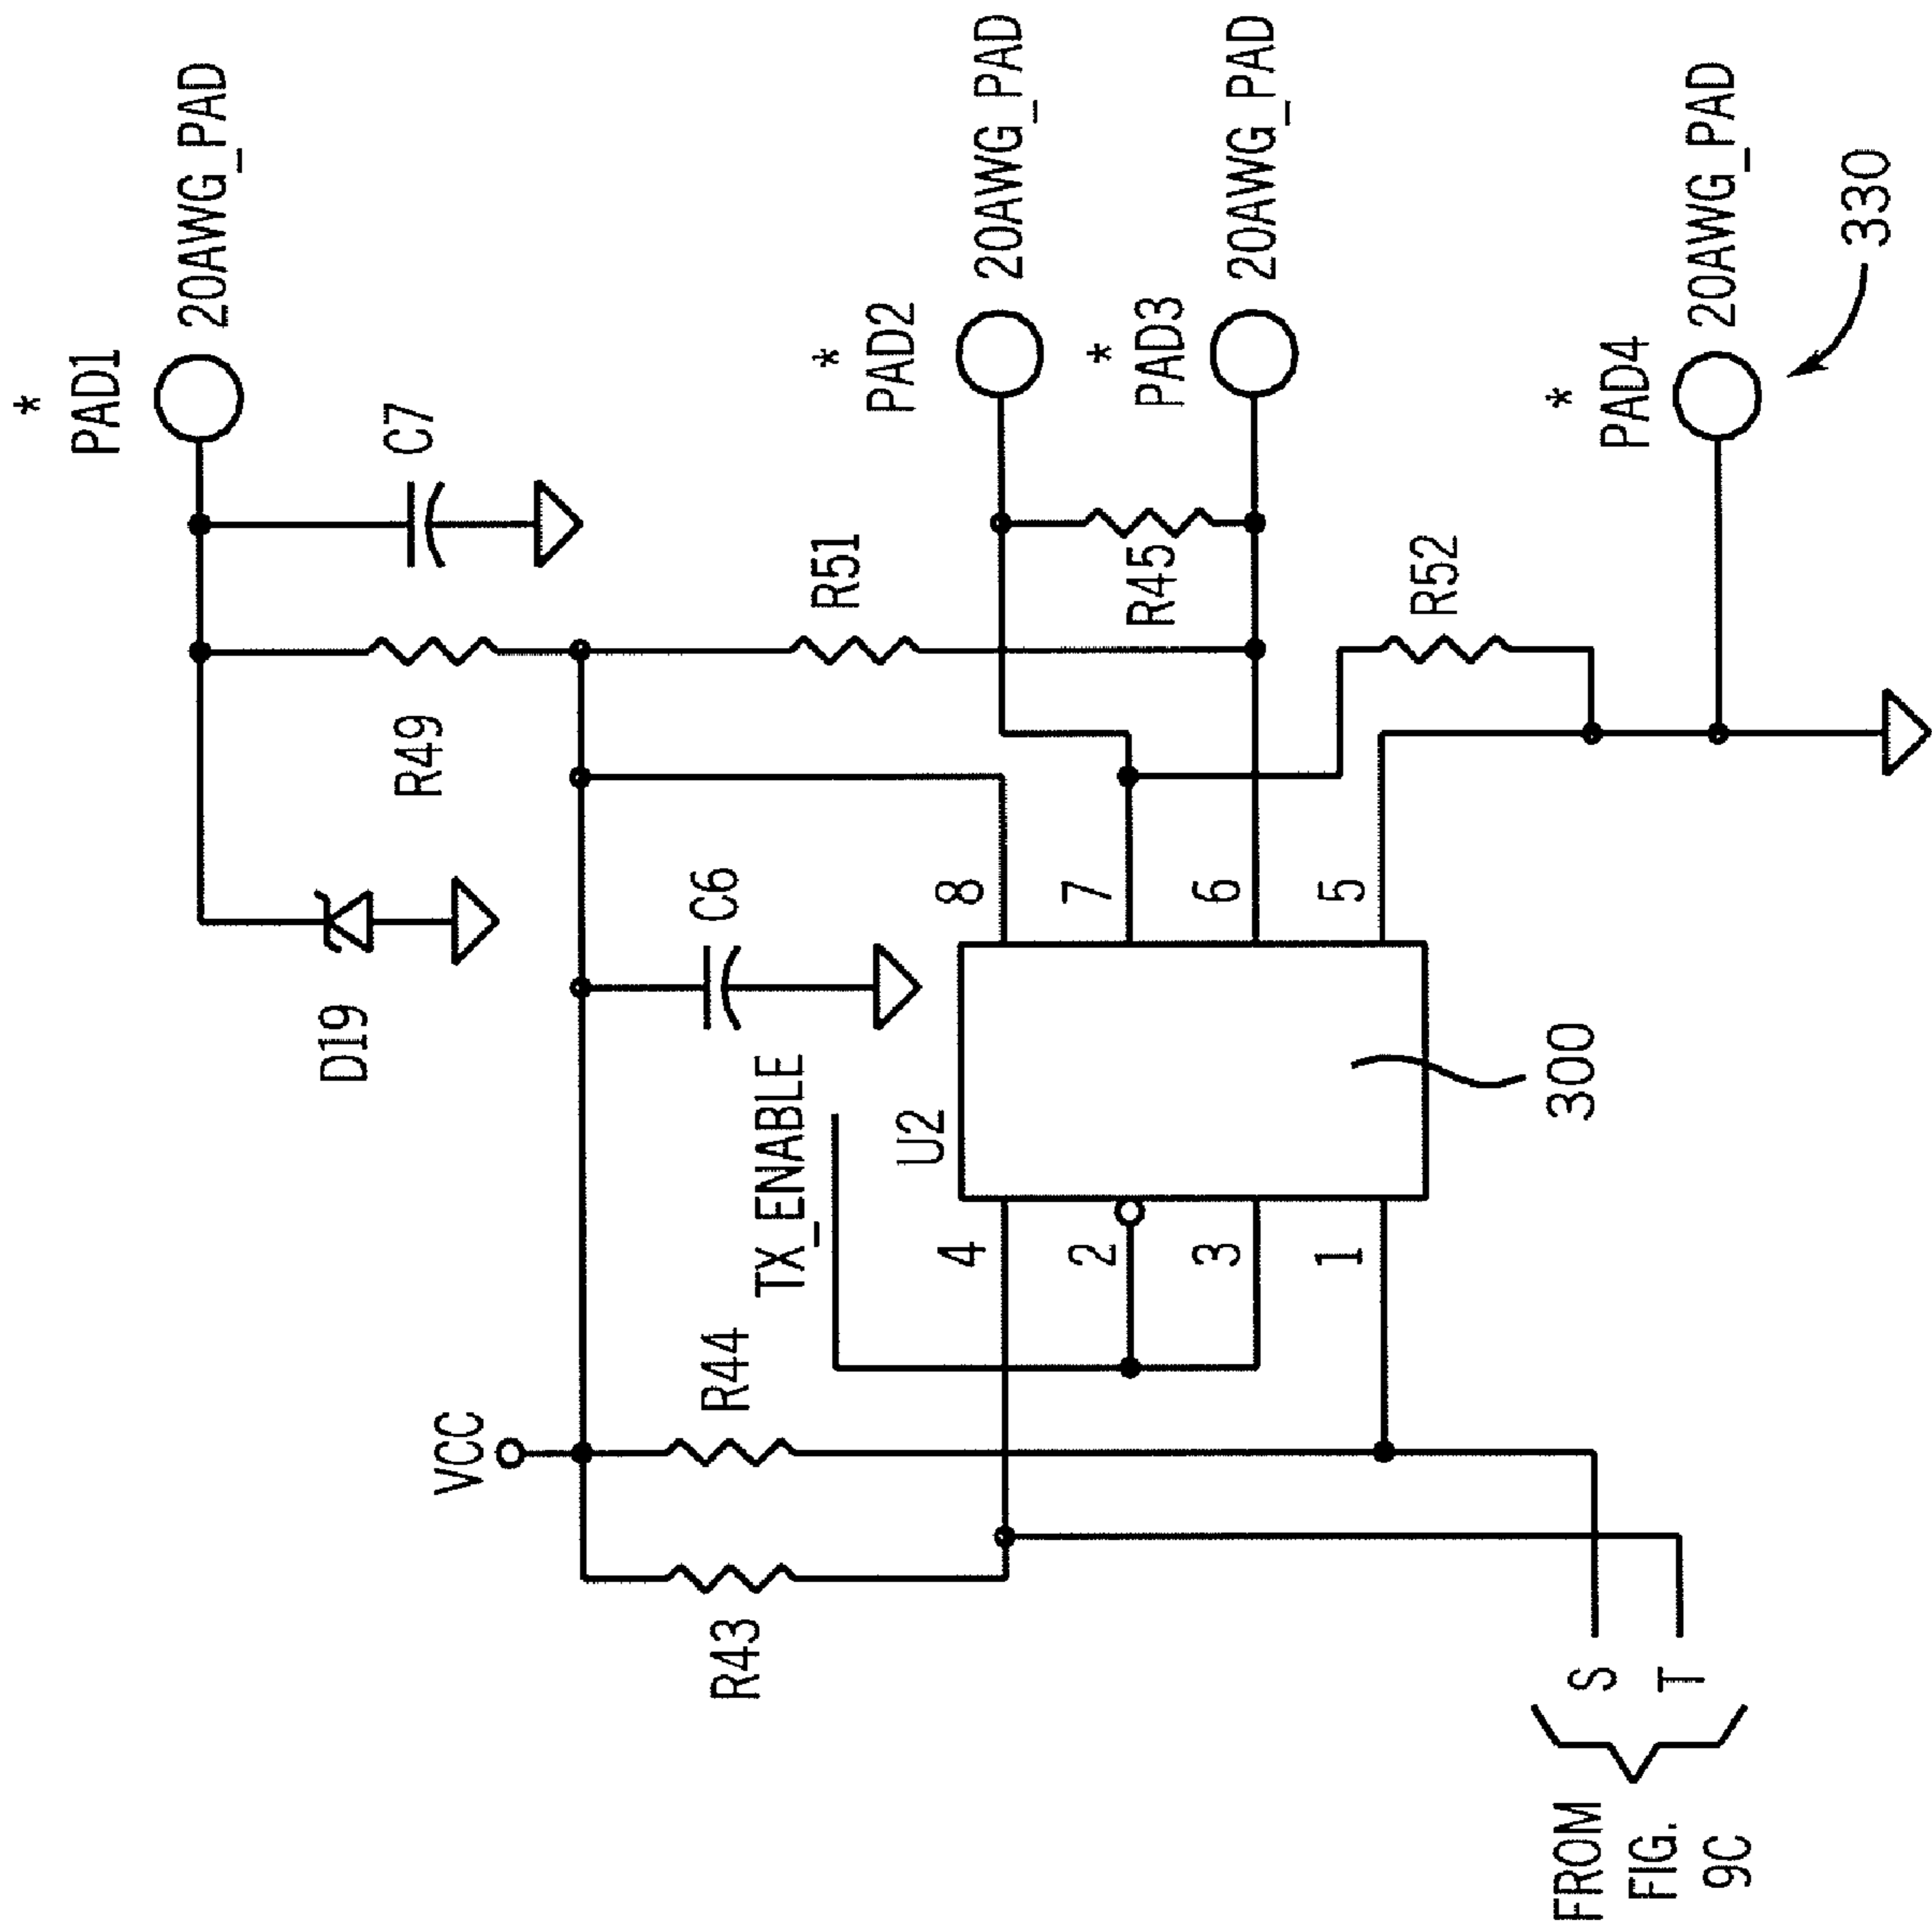 *
PAD1
20AWG_PAD
C7
D19
R49
R51
*
PAD2
20AWG_PAD
*
PAD3
20AWG_PAD
R45
R52
*
PAD4
20AWG_PAD
330
VCC
R43
R44
TX_ENABLE
C6
U2
4
2
3
1
8
7
6
5
300
S
T
FROM
FIG.
9C